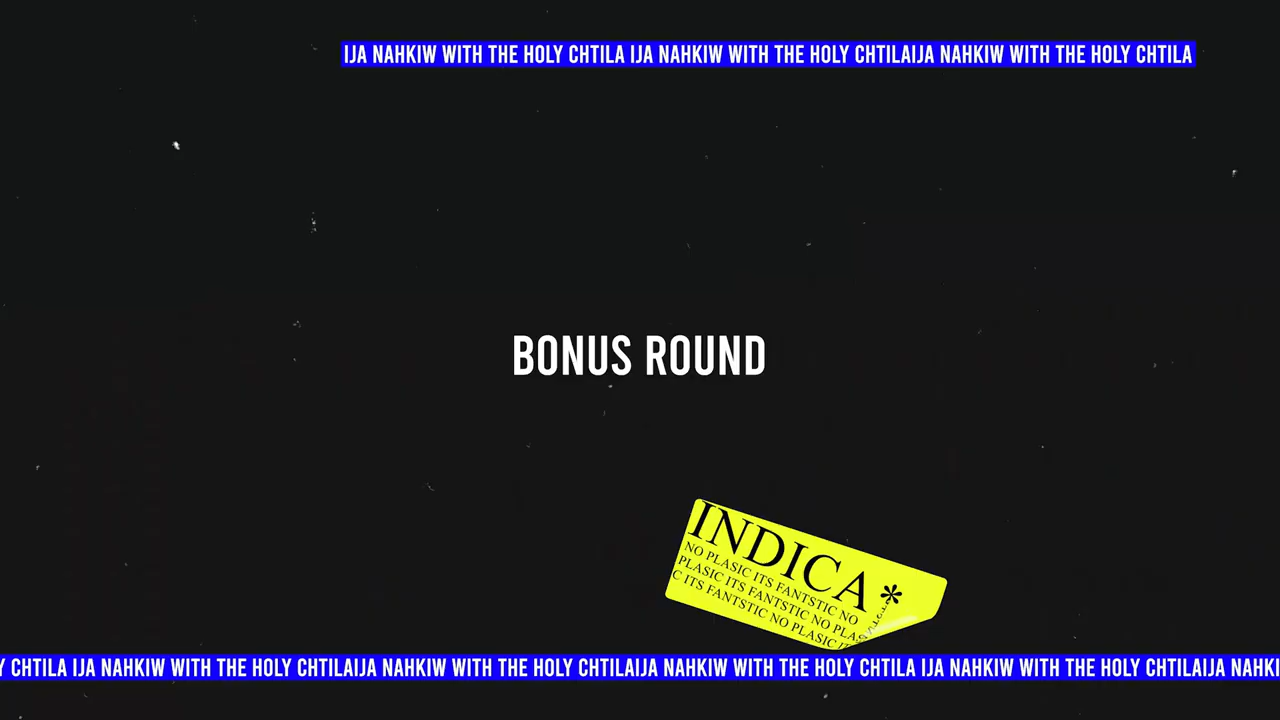 IJA NAHKIW WITH THE HOLY CHTILA IJA NAHKIW WITH THE HOLY CHTILAIJA NAHKIW WITH THE HOLY CHTILA
BONUS ROUND
INDICA*
NO PLASIC ITS FANTSTIC NO
PLASIC ITS FANTSTIC NO PLA
C ITS FANTSTIC NO PLASIC IT
Y CHTILA IJA NAHKIW WITH THE HOLY CHTILAIJA NAHKIW WITH THE HOLY CHTILAIJA NAHKIW WITH THE HOLY CHTILA IJA NAHKIW WITH THE HOLY CHTILAIJA NAHKI